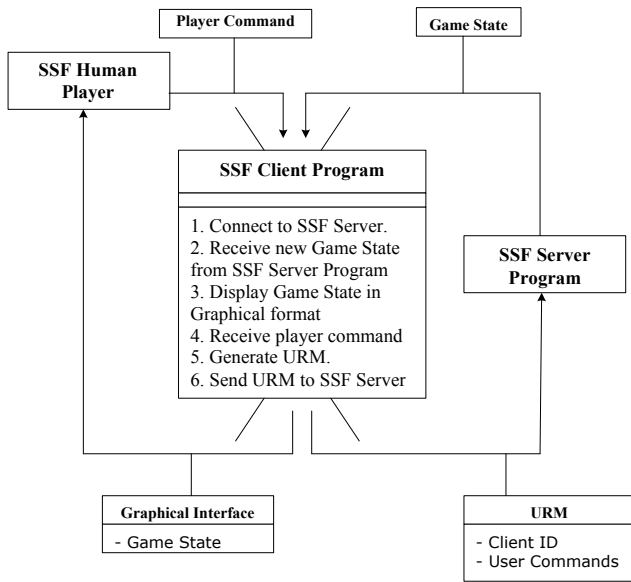 Player Command
Game State
SSF Human
Player
SSF Client Program
1. Connect to SSF Server.
2. Receive new Game State
from SSF Server Program
3. Display Game State in
Graphical format
4. Receive player command
5. Generate URM.
6. Send URM to SSF Server
SSF Server
Program
Graphical Interface
- Game State
URM
- Client ID
- User Commands